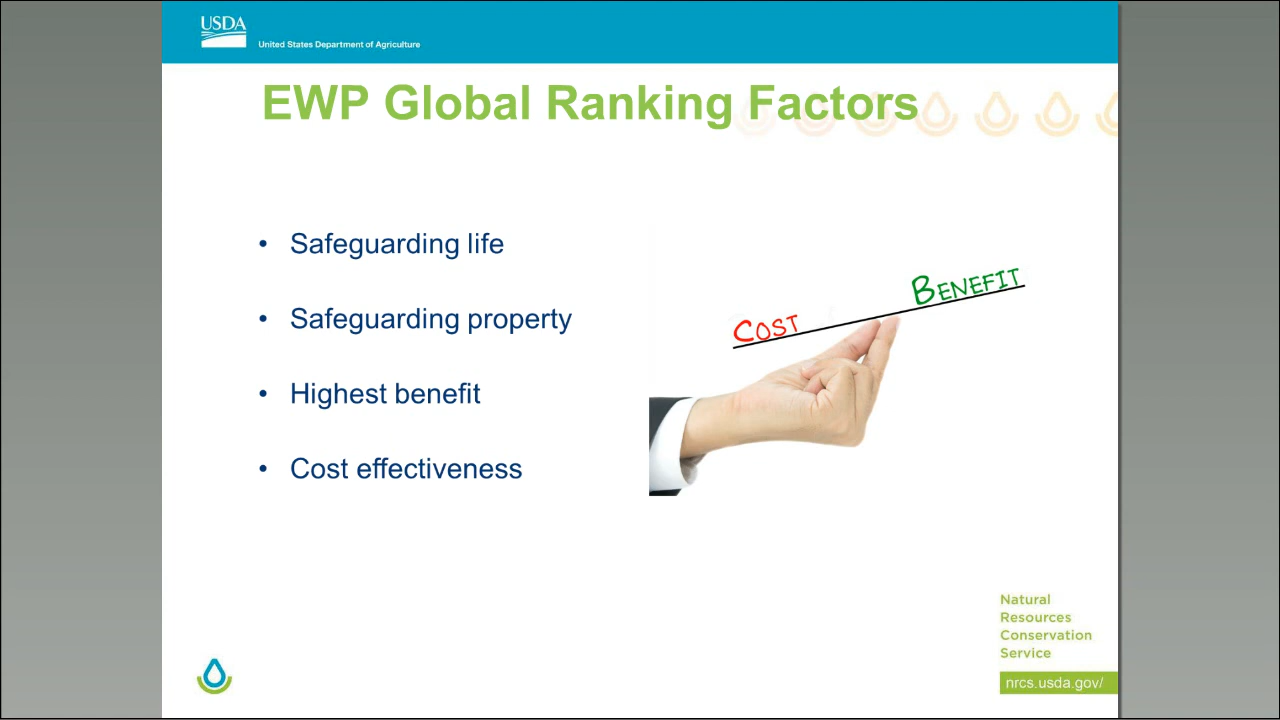 USDA
United States Department of Agriculture
EWP Global Ranking Factors
• Safeguarding life
• Safeguarding property
• Highest benefit
• Cost effectiveness
COST
BENEFIT
Natural
Resources
Conservation
Service
nrcs.usda.gov/